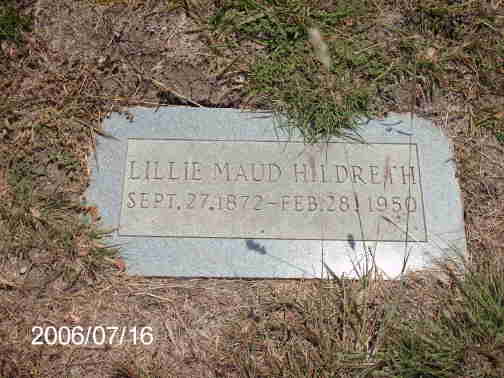 LILLIE MAUD HILDRETH
SEPT. 27, 1872 - FEB. 28, 1950
2006/07/16